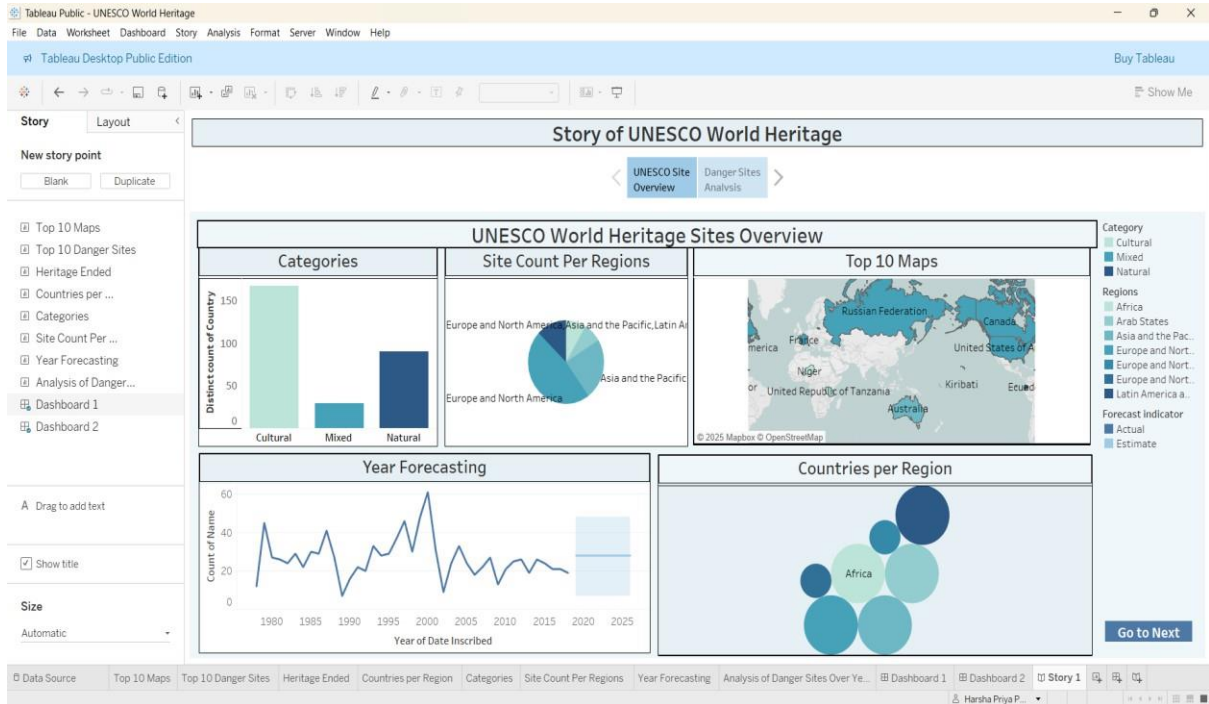 Tableau Public - UNESCO World Heritage
File Data Worksheet Dashboard Story Analysis Format Server Window Help
Tableau Desktop Public Edition
Buy Tableau
Show Me
Story Layout
New story point
Blank Duplicate
Top 10 Maps
Top 10 Danger Sites
Heritage Ended
Countries per ...
Categories
Site Count Per ...
Year Forecasting
Analysis of Danger...
Dashboard 1
Dashboard 2
A Drag to add text
Show title
Size
Automatic
Story of UNESCO World Heritage
UNESCO Site
Overview
Danger Sites
Analysis
UNESCO World Heritage Sites Overview
Categories
Distinct count of Country
150
100
50
0
Cultural Mixed Natural
Site Count Per Regions
Europe and North America,Asia and the Pacific,Latin Ar
Asia and the Pacific
Europe and North America
Top 10 Maps
Russian Federation
Canada
merica
France
United States of A
Niger
or
United Republic of Tanzania
Kiribati
Ecuad
Australia
© 2025 Mapbox © OpenStreetMap
Year Forecasting
Count of Name
60
40
20
0
1980 1985 1990 1995 2000 2005 2010 2015 2020 2025
Year of Date Inscribed
Countries per Region
Africa
Category
Cultural
Mixed
Natural
Regions
Africa
Arab States
Asia and the Pac..
Europe and Nort..
Europe and Nort..
Europe and Nort..
Latin America a..
Forecast indicator
Actual
Estimate
Go to Next
Data Source Top 10 Maps Top 10 Danger Sites Heritage Ended Countries per Region Categories Site Count Per Regions Year Forecasting Analysis of Danger Sites Over Ye... Dashboard 1 Dashboard 2 Story 1
Harsha Priya P...